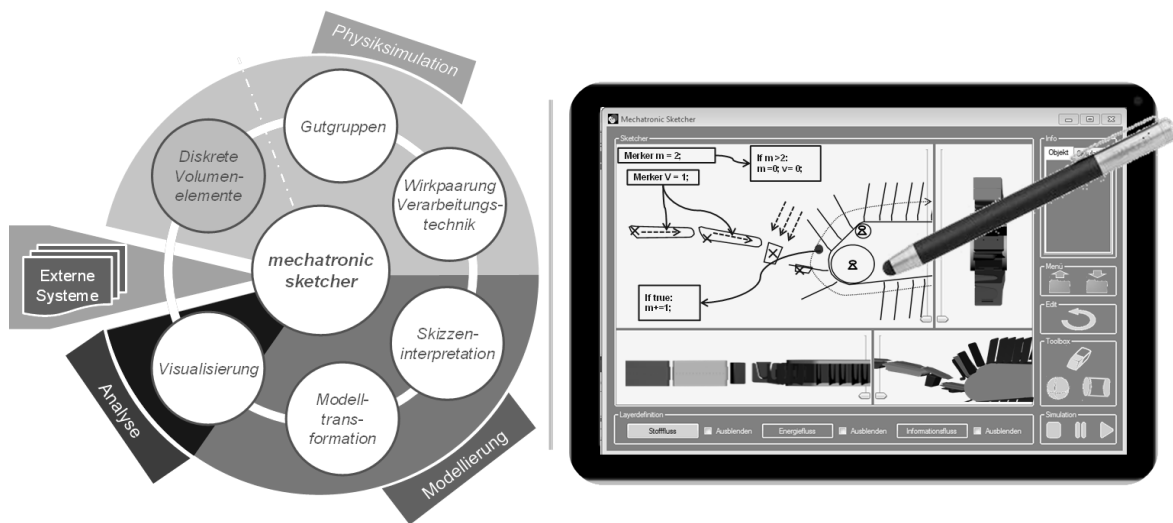 Physiksimulation
Gutgruppen
Diskrete
Volumen-
elemente
Wirkpaarung
Verarbeitungs-
technik
mechatronic
sketcher
Externe
Systeme
Skizzen-
interpretation
Visualisierung
Modell-
trans-
formation
Analyse
Modellierung
Mechatronic Sketcher
Sketcher
Merker m = 2;
If m >2:
m =0; v= 0;
Merker V = 1;
If true:
m+=1;
Info
Objekt
Menü
Edit
Toolbox
Layerdefinition
Stofffluss
Ausblenden
Energiefluss
Ausblenden
Informationsfluss
Ausblenden
Simulation